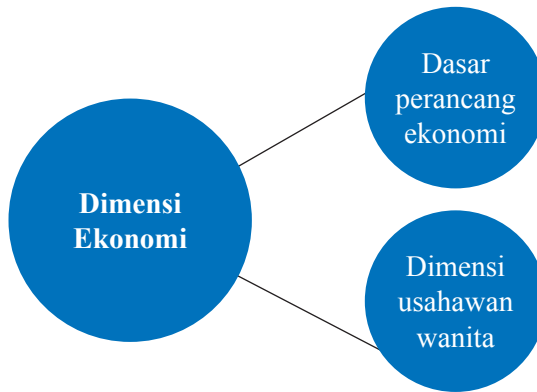 Dimensi
Ekonomi
Dasar
perancang
ekonomi
Dimensi
usahawan
wanita